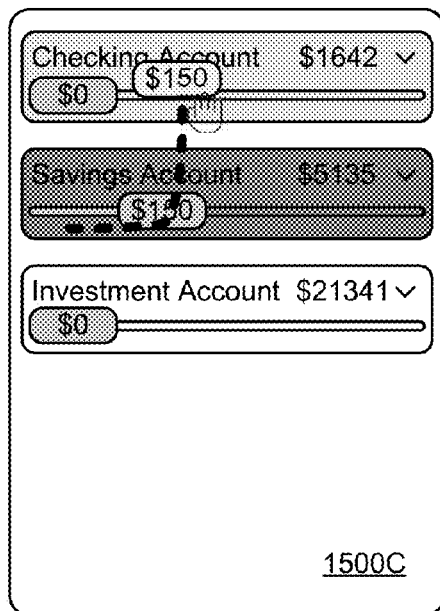 Checking Account $1642
$150
$0
Savings Account $5135
$150
Investment Account $21341
$0
1500C